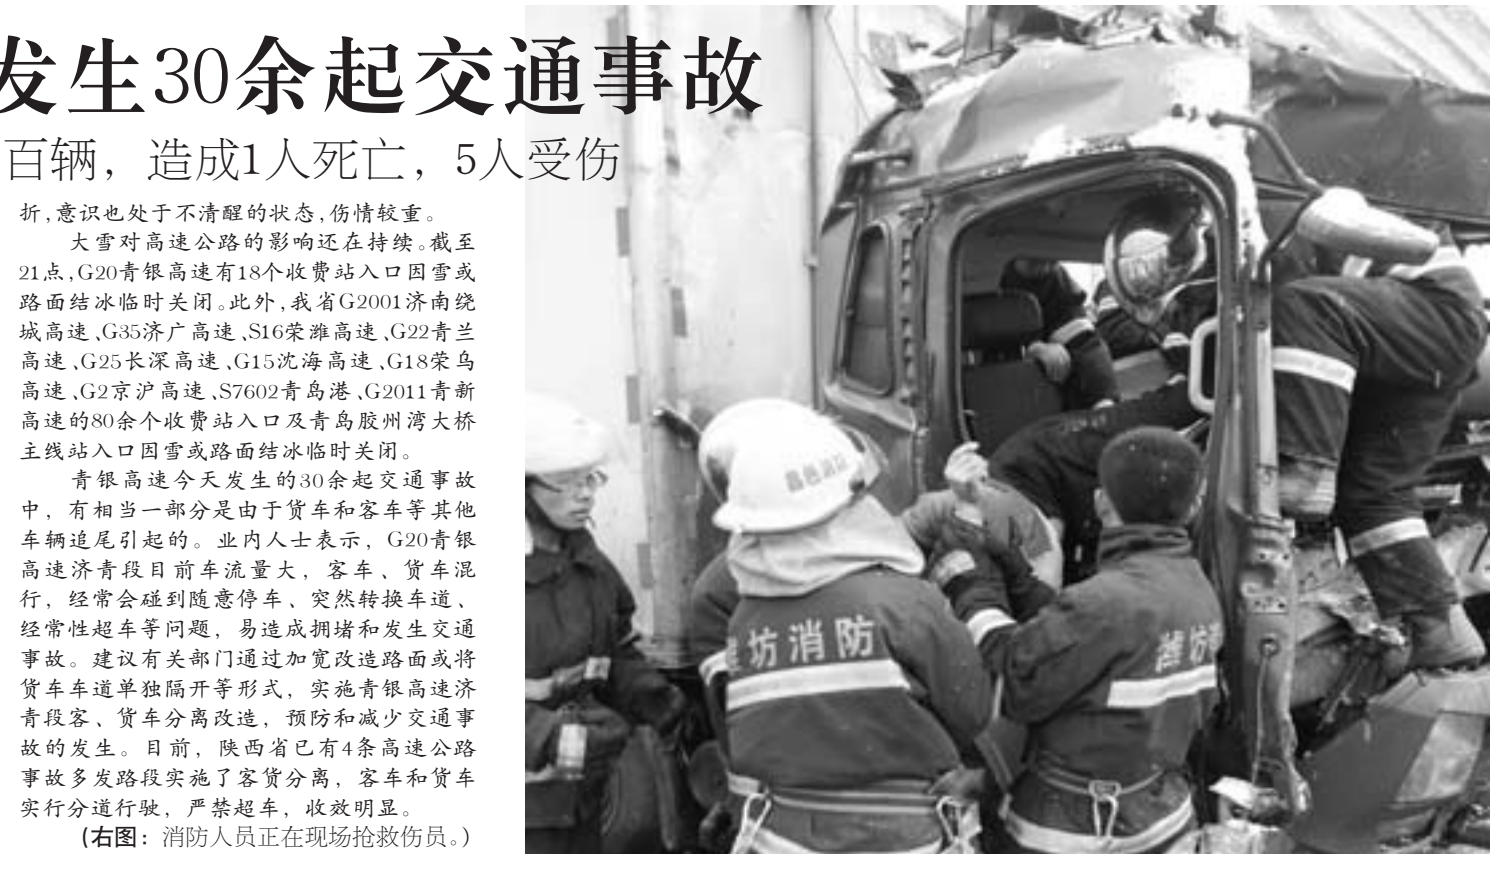 发生30余起交通事故
百辆，造成1人死亡，5人受伤
折，意识也处于不清醒的状态，伤情较重。
大雪对高速公路的影响还在持续。截至
21点，G20青银高速有18个收费站入口因雪或
路面结冰临时关闭。此外，我省G2001济南绕
城高速、G35济广高速、S16荣潍高速、G22青兰
高速、G25长深高速、G15沈海高速、G18荣乌
高速、G2京沪高速、S7602青岛港、G2011青新
高速的80余个收费站入口及青岛胶州湾大桥
主线站入口因雪或路面结冰临时关闭。
青银高速今天发生的30余起交通事故
中，有相当一部分是由于货车和客车等其他
车辆追尾引起的。业内人士表示，G20青银
高速济青段目前车流量大，客车、货车混
行，经常会碰到随意停车、突然转换车道、
经常性超车等问题，易造成拥堵和发生交通
事故。建议有关部门通过加宽改造路面或将
货车车道单独隔开等形式，实施青银高速济
青段客、货车分离改造，预防和减少交通事
故的发生。目前，陕西省已有4条高速公路
事故多发路段实施了客货分离，客车和货车
实行分道行驶，严禁超车，收效明显。
(右图：消防人员正在现场抢救伤员。)
坊消防
潍坊